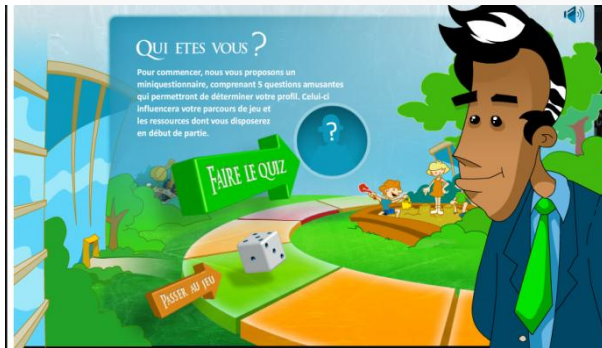 QUI ETES VOUS ?
Pour commencer, nous vous proposons un
miniquestionnaire, comprenant 5 questions amusantes
qui permettront de déterminer votre profil. Celui-ci
influencera votre parcours de jeu et
les ressources dont vous disposerez
en début de partie.
?
FAIRE LE QUIZ
PASSER AU JEU